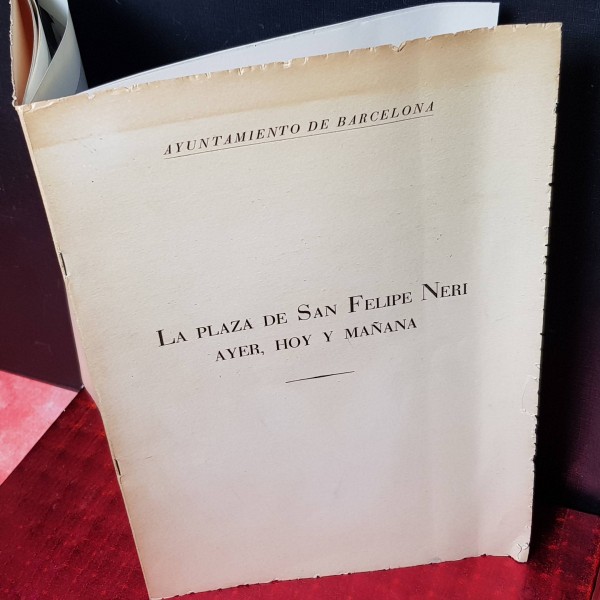 AYUNTAMIENTO DE BARCELONA
LA PLAZA DE SAN FELIPE NERI
AYER, HOY Y MAÑANA